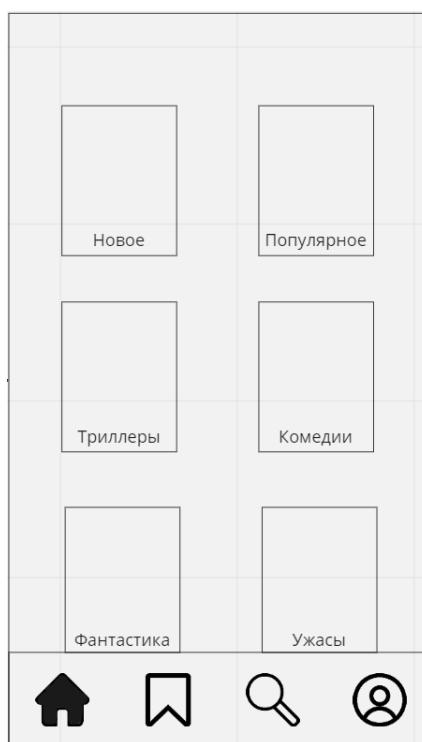 Новое
Популярное
Триллеры
Комедии
Фантастика
Ужасы